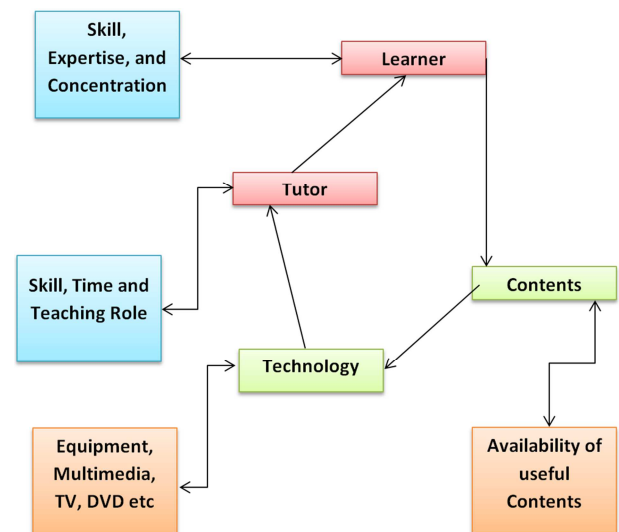 Skill,
Expertise, and
Concentration
Learner
Tutor
Skill, Time and
Teaching Role
Contents
Technology
Equipment,
Multimedia,
TV, DVD etc
Availability of
useful
Contents